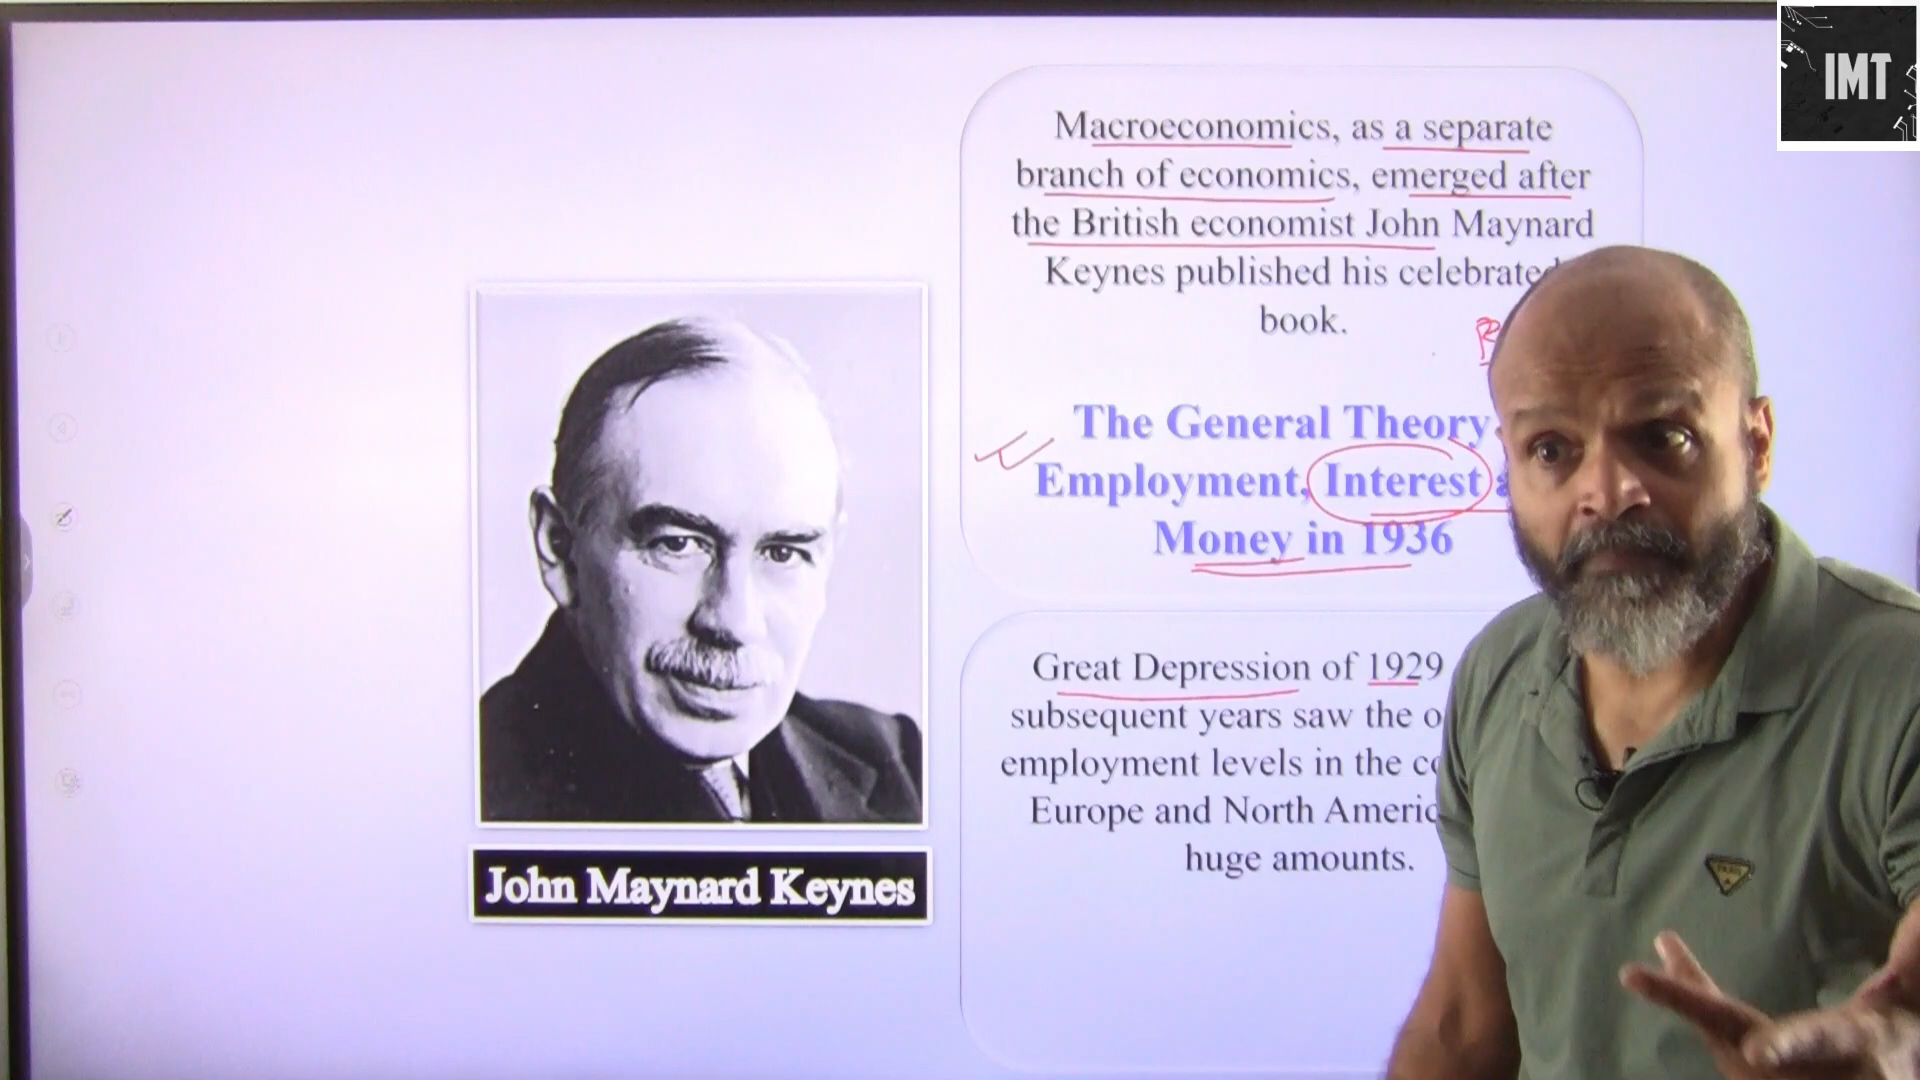 IMT
Macroeconomics, as a separate
branch of economics, emerged after
the British economist John Maynard
Keynes published his celebrated
book.
The General Theory
Employment, Interest
Money in 1936
Great Depression of 1929
subsequent years saw the
employment levels in the
Europe and North
huge amounts.
John Maynard Keynes